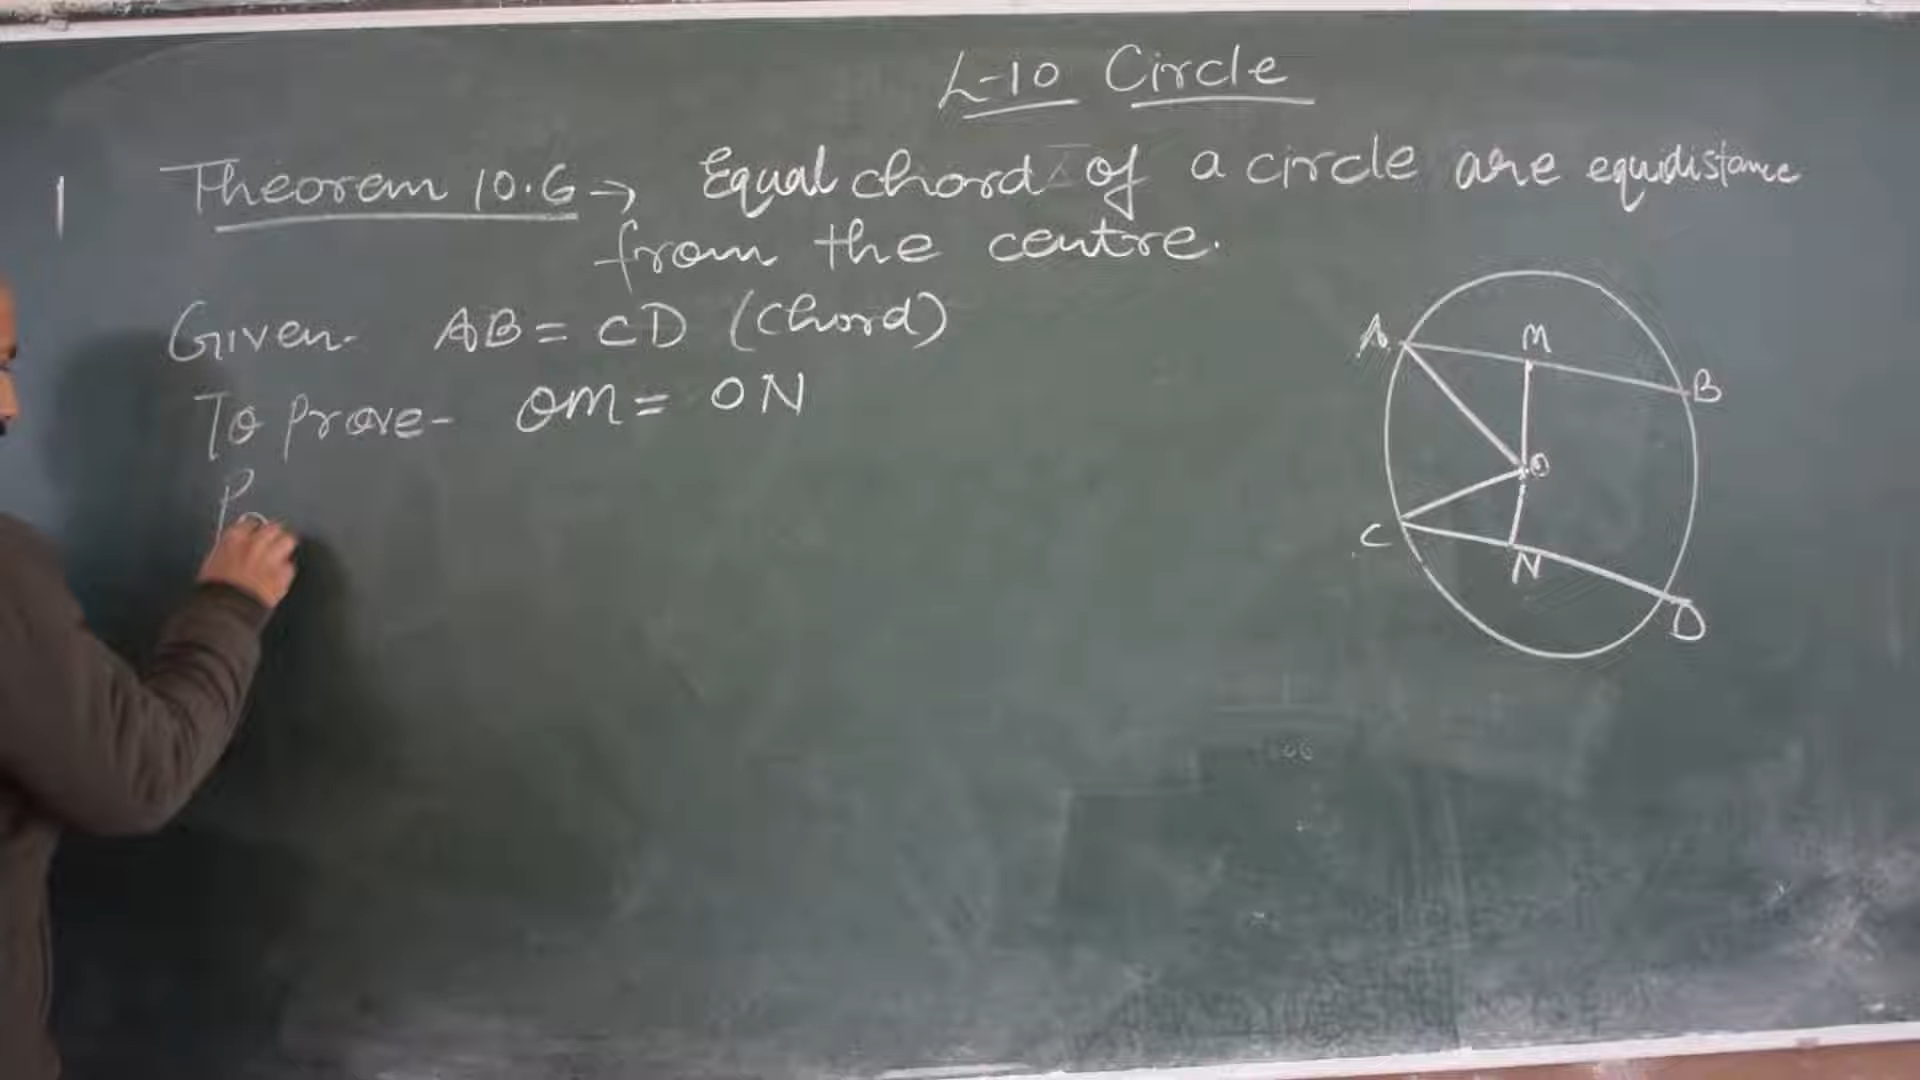 L-10 Circle
1 Theorem 10.6 → Equal chord of a circle are equidistance
from the centre.
Given- AB = CD (Chord)
To Prove- OM = ON
A
M
B
O
C
N
D